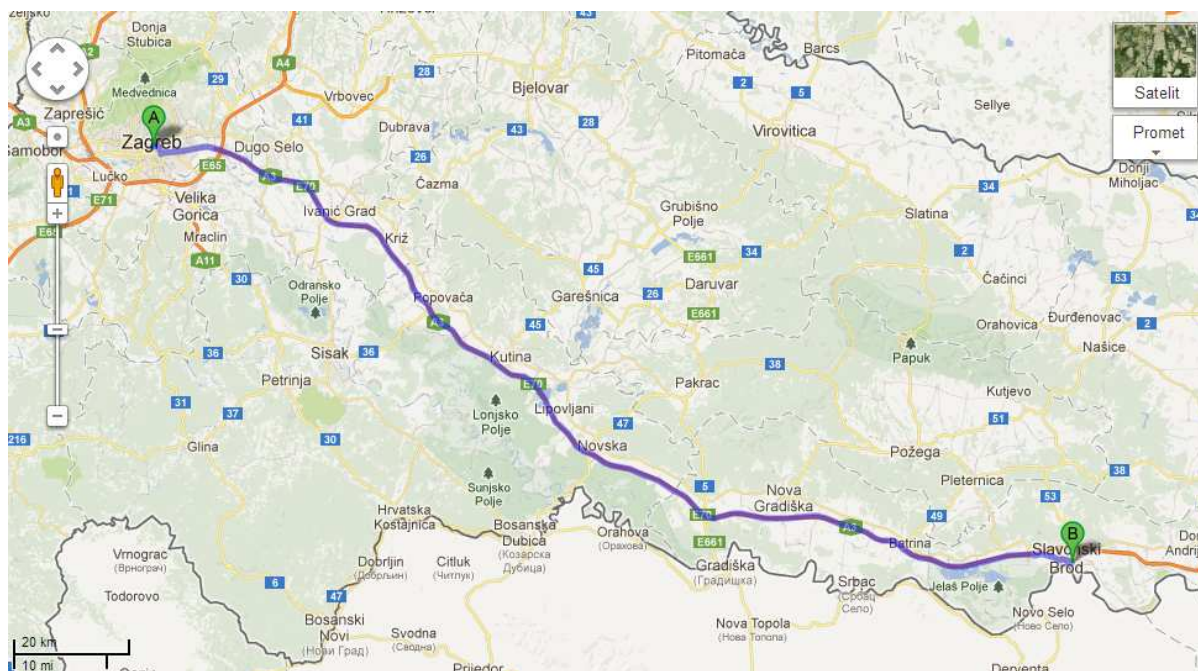 Donja
Stubica
43
Pitomača
Barcs
A4
A2
29
Medvednica
28
Vrbovec
Bjelovar
2
5
Satelit
Zaprešić
A
41
43
28
Sellye
A3
Samobor
Zagreb
Dugo Selo
Dubrava
Virovitica
Promet
E65
26
Lučko
A3
E70
Čazma
Donji
Miholjac
E71
Velika
Gorica
Ivanić Grad
Grubišno
Polje
34
Slatina
34
E65
Mraclin
Križ
A11
E661
34
2
30
45
Čačinci
53
Odransko
Polje
Popovača
Garešnica
26
Daruvar
A3
45
E661
Orahovica
Đurđenovac
2
36
Sisak
36
Papuk
Našice
Petrinja
Kutina
38
E70
Pakrac
Kutjevo
31
37
Lonjsko
Polje
Lipovljani
47
51
216
Glina
30
Novska
Požega
38
Sunjsko
Polje
5
Nova
Gradiška
Pleternica
53
Hrvatska
Kostajnica
Bosanska
Dubica
(Козарска
Дубица)
Orahova
(Орахова)
E70
A3
49
B
Vrnograc
(Врнограч)
Dobrljin
(Добрљин)
Citluk
(Читлук)
E661
Batrina
Slavonski
Brod
Gradiška
(Градишка)
Todorovo
6
47
Srbac
(Србац
Село)
Jelaš Polje
Bosanski
Novi
(Нови Град)
Svodna
(Сводна)
Nova Topola
(Нова Топола)
Novo Selo
(Ново Село)
20 km
10 mi
Prijedor
Derventa